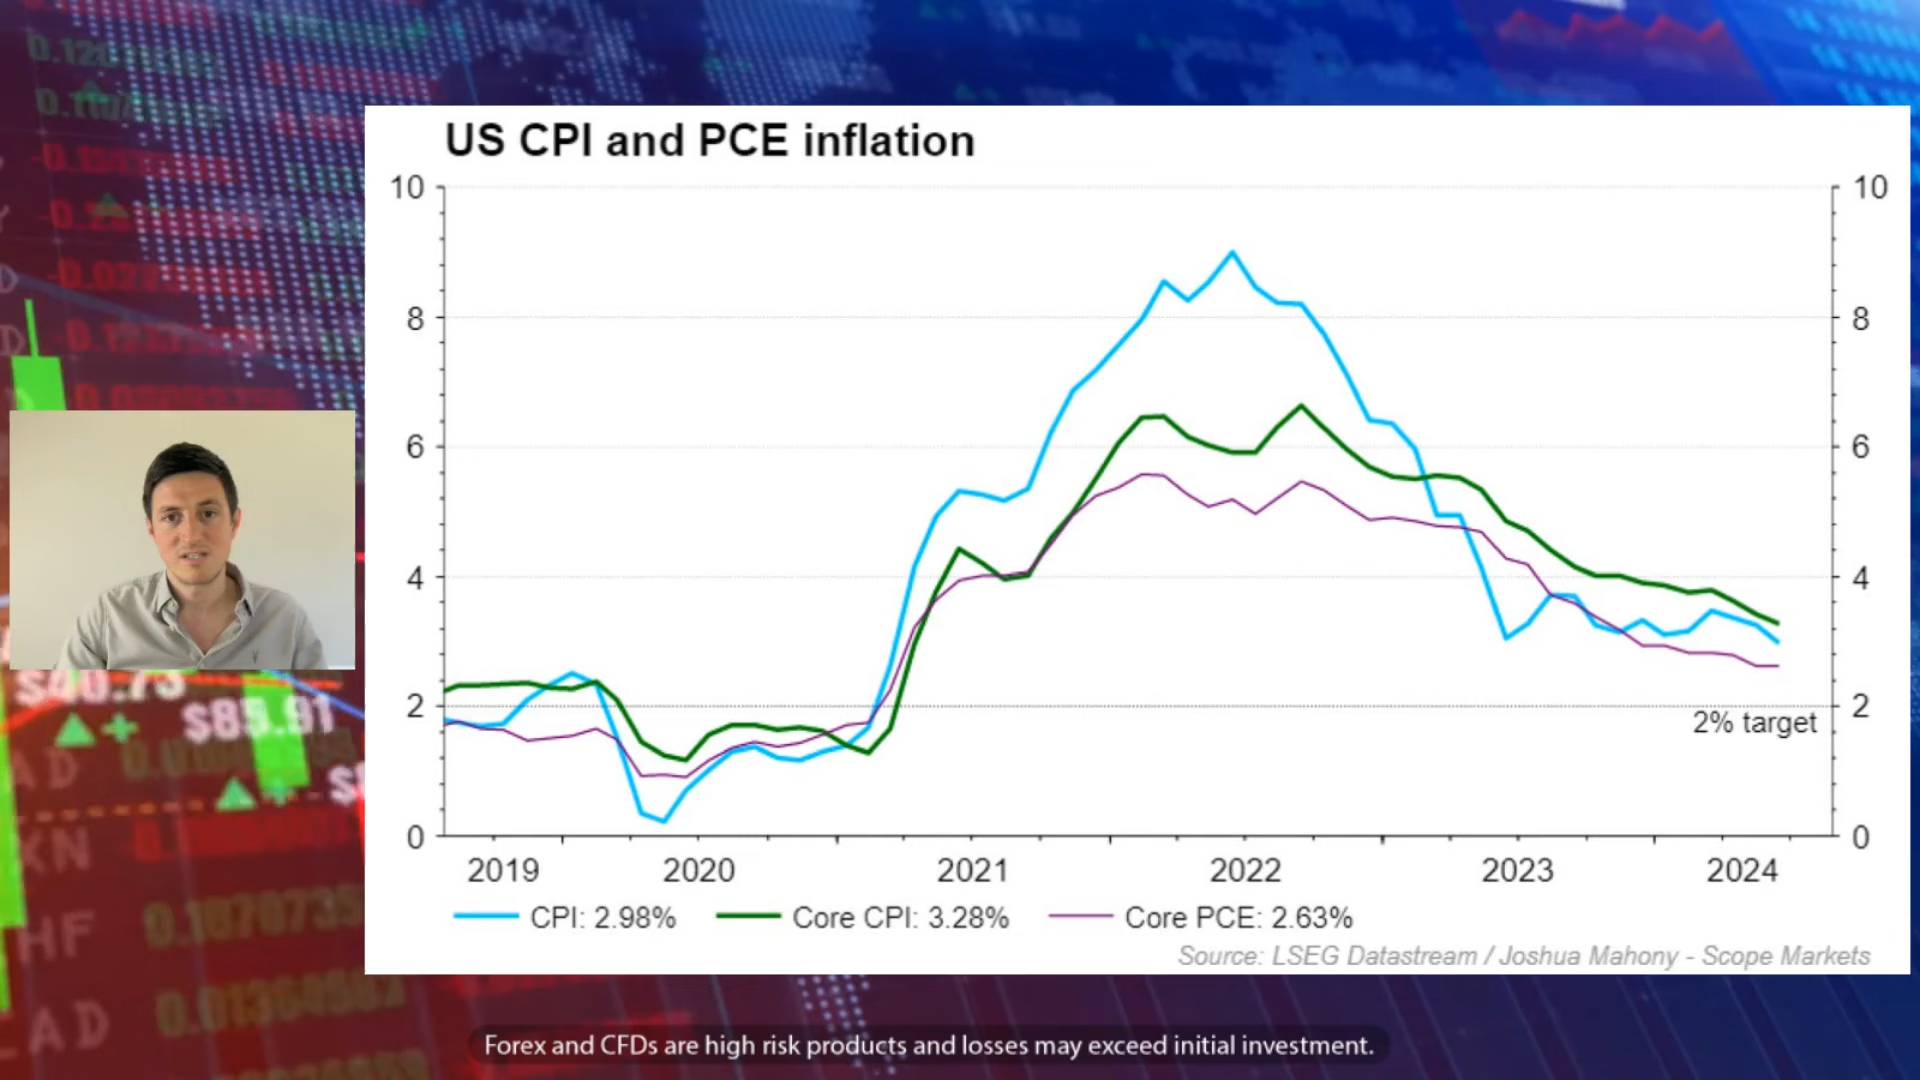 US CPI and PCE inflation
10
10
8
8
6
6
4
4
2
2
2% target
0
0
2019
2020
2021
2022
2023
2024
CPI: 2.98%
Core CPI: 3.28%
Core PCE: 2.63%
Source: LSEG Datastream / Joshua Mahony - Scope Markets
$85.91
Forex and CFDs are high risk products and losses may exceed initial investment.